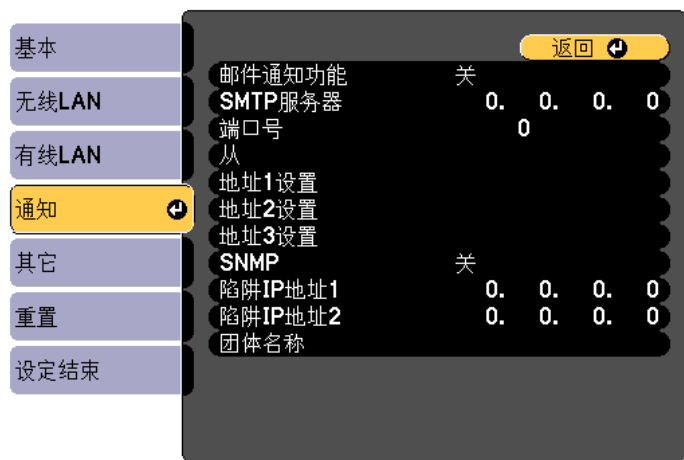 基本
无线LAN
有线LAN
通知
其它
重置
设定结束
返回
邮件通知功能 关
SMTP服务器 0. 0. 0. 0
端口号 0
从
地址1设置
地址2设置
地址3设置
SNMP 关
陷阱IP地址1 0. 0. 0. 0
陷阱IP地址2 0. 0. 0. 0
团体名称